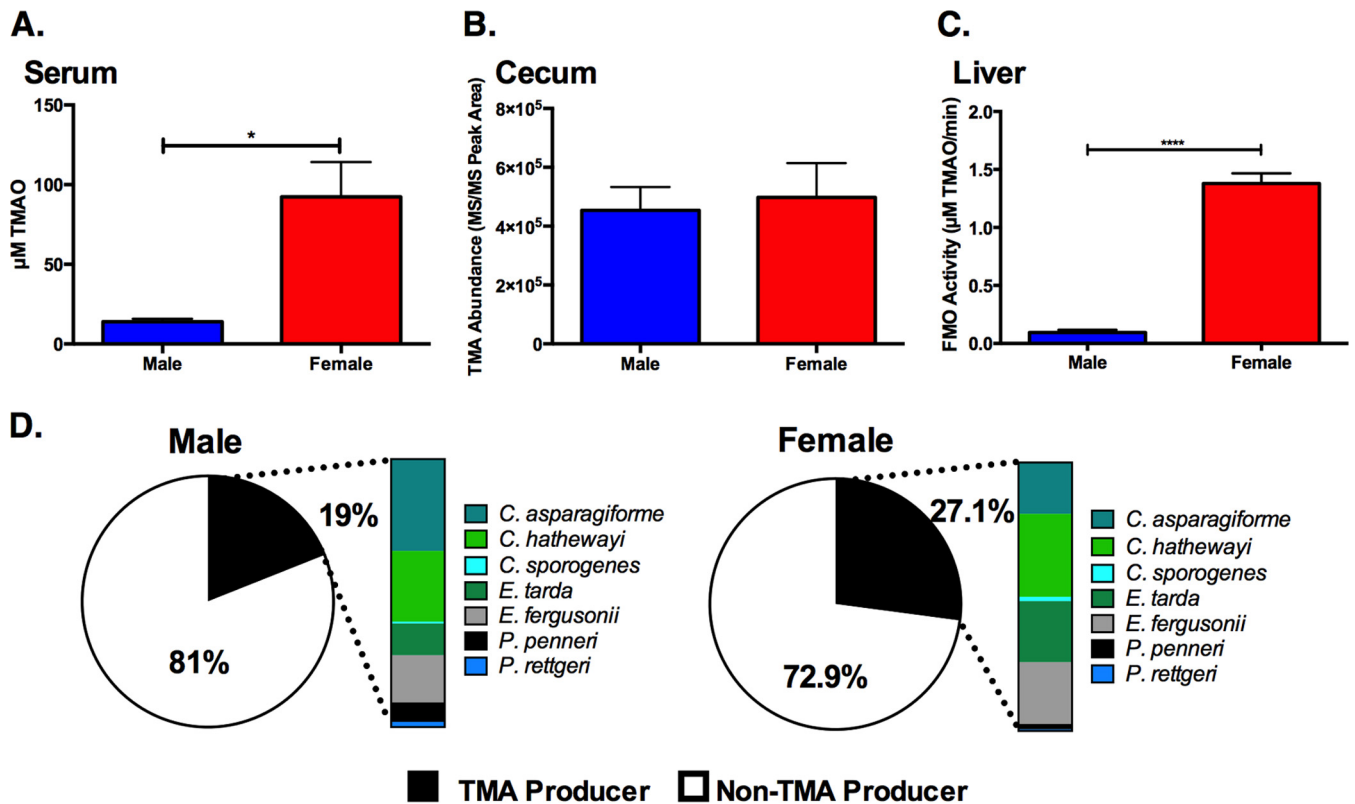 A.
Serum
150
100
50
0
µM TMAO
*
Male
Female
B.
Cecum
8×10⁵
6×10⁵
4×10⁵
2×10⁵
0
TMA Abundance (MS/MS Peak Area)
Male
Female
C.
Liver
2.0
1.5
1.0
0.5
0.0
FMO Activity (µM TMAO/min)
****
Male
Female
D.
Male
19%
81%
C. asparagiforme
C. hathewayi
C. sporogenes
E. tarda
E. fergusonii
P. penneri
P. rettgeri
Female
27.1%
72.9%
C. asparagiforme
C. hathewayi
C. sporogenes
E. tarda
E. fergusonii
P. penneri
P. rettgeri
TMA Producer
Non-TMA Producer